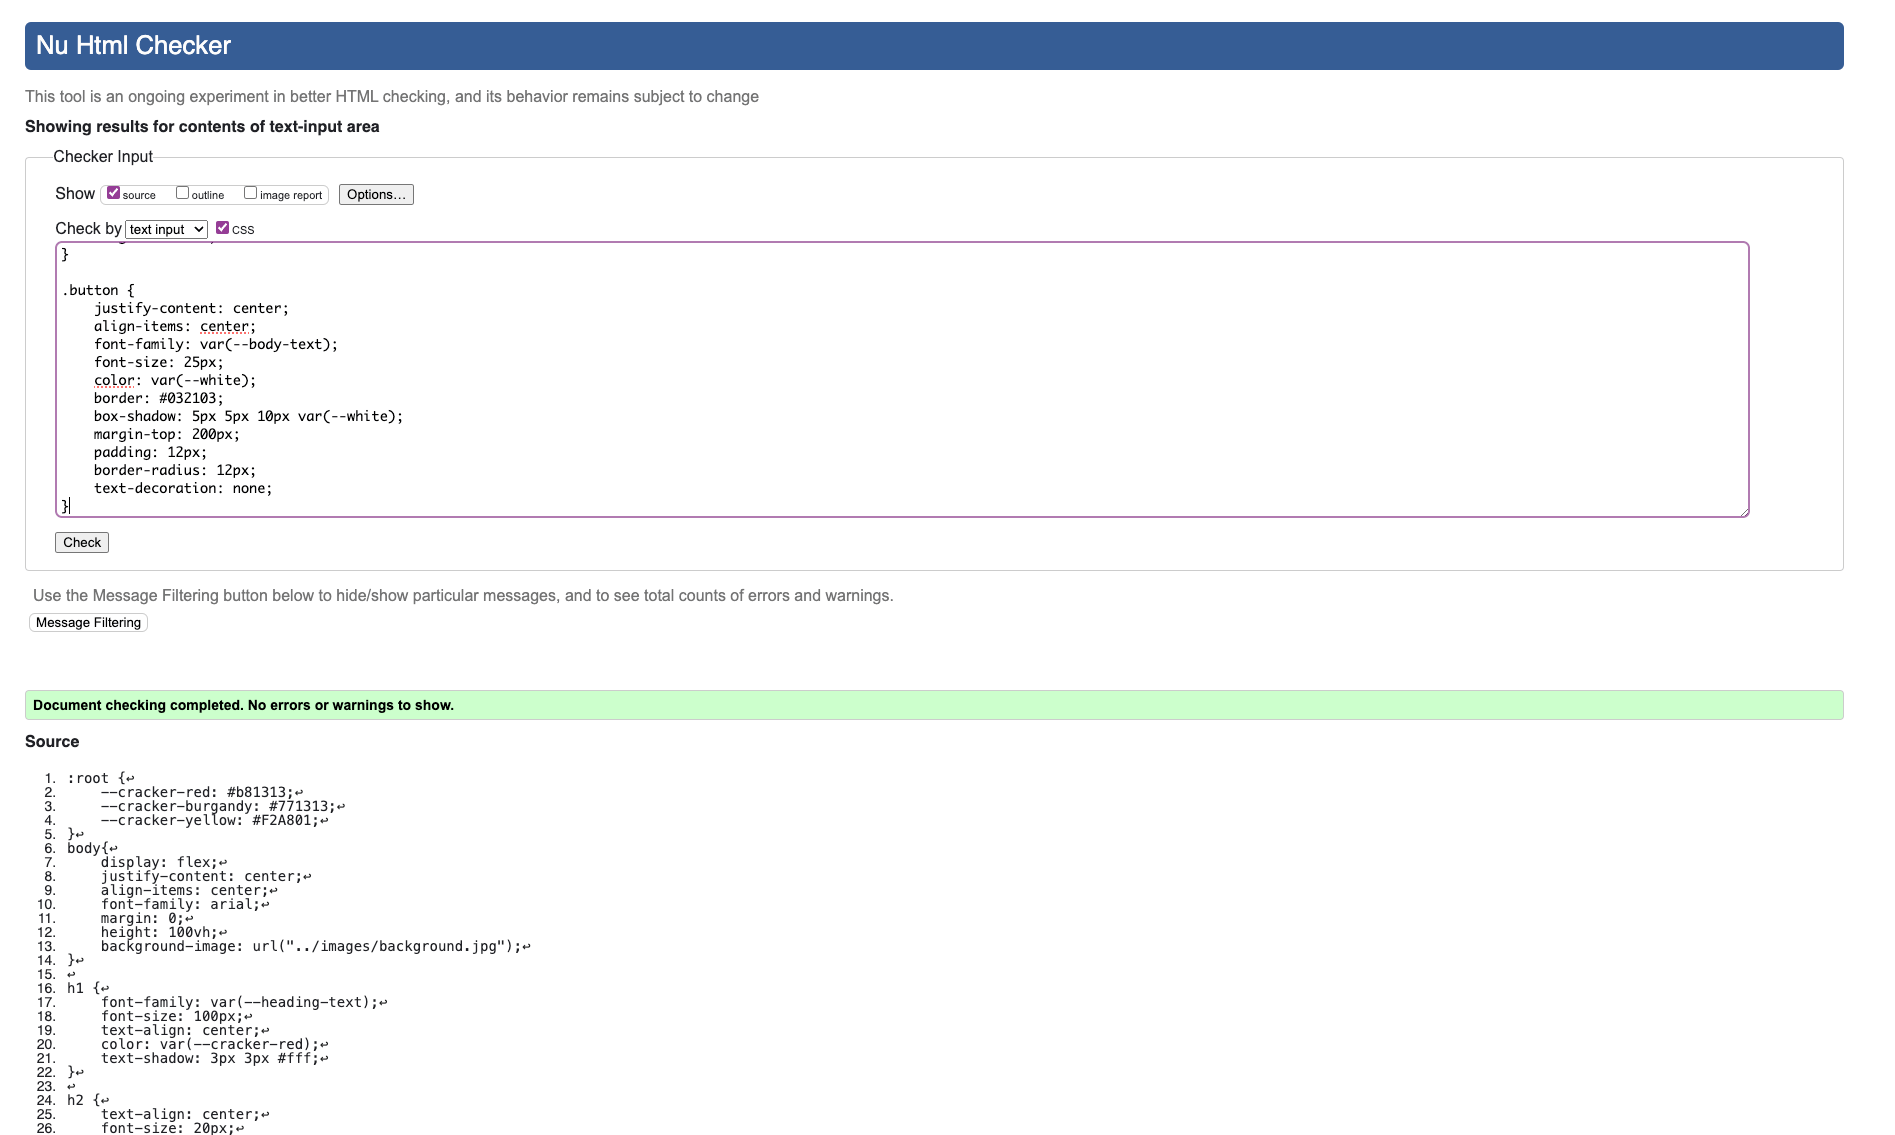 Nu Html Checker
This tool is an ongoing experiment in better HTML checking, and its behavior remains subject to change
Showing results for contents of text-input area
Checker Input
Show source outline image report Options...
Check by text input css
}
.button {
    justify-content: center;
    align-items: center;
    font-family: var(--body-text);
    font-size: 25px;
    color: var(--white);
    border: #032103;
    box-shadow: 5px 5px 10px var(--white);
    margin-top: 200px;
    padding: 12px;
    border-radius: 12px;
    text-decoration: none;
}
Check
Use the Message Filtering button below to hide/show particular messages, and to see total counts of errors and warnings.
Message Filtering
Document checking completed. No errors or warnings to show.
Source
1. :root {↩
2.     --cracker-red: #b81313;↩
3.     --cracker-burgandy: #771313;↩
4.     --cracker-yellow: #F2A801;↩
5. }↩
6. body{↩
7.     display: flex;↩
8.     justify-content: center;↩
9.     align-items: center;↩
10.     font-family: arial;↩
11.     margin: 0;↩
12.     height: 100vh;↩
13.     background-image: url("../images/background.jpg");↩
14. }↩
15. ↩
16. h1 {↩
17.     font-family: var(--heading-text);↩
18.     font-size: 100px;↩
19.     text-align: center;↩
20.     color: var(--cracker-red);↩
21.     text-shadow: 3px 3px #fff;↩
22. }↩
23. ↩
24. h2 {↩
25.     text-align: center;↩
26.     font-size: 20px;↩